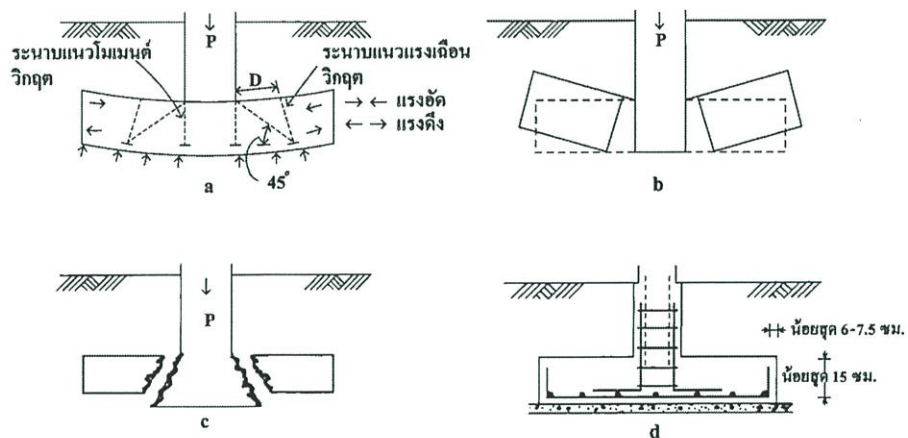 P
ระนาบแนวโมเมนต์
วิกฤต
D
ระนาบแนวแรงเฉือน
วิกฤต
แรงอัด
แรงดึง
45°
a
P
b
P
c
น้อยสุด 6-7.5 ซม.
น้อยสุด 15 ซม.
d